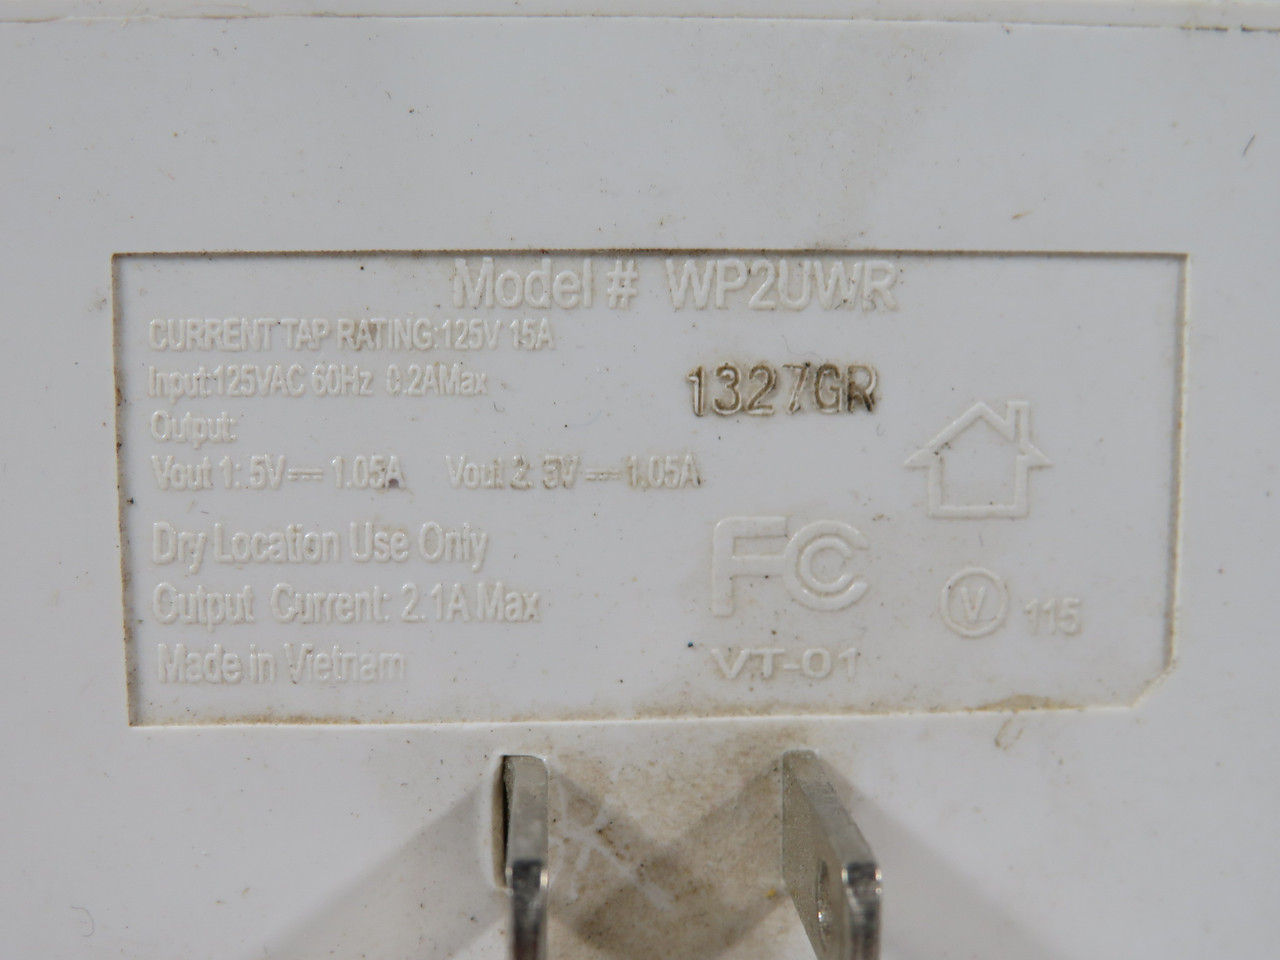 Model # WP2UWR
CURRENT TAP RATING:125V 15A
Input:125VAC 60Hz 0.2AMax
1327GR
Output:
Vout 1: 5V⎓ 1.05A Vout 2: 5V⎓ 1.05A
Dry Location Use Only
FC
Output Current: 2.1A Max
V 115
Made in Vietnam
VT-01